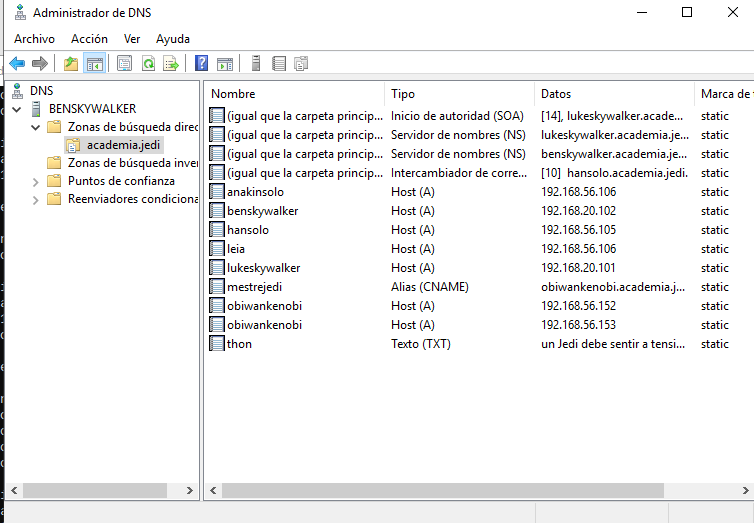 Administrador de DNS
Archivo Acción Ver Ayuda
DNS
BENSKYWALKER
Zonas de búsqueda direc
academia.jedi
Zonas de búsqueda inver
Puntos de confianza
Reenviadores condiciona
Nombre Tipo Datos Marca de
(igual que la carpeta princip... Inicio de autoridad (SOA) [14], lukeskywalker.acade... static
(igual que la carpeta princip... Servidor de nombres (NS) lukeskywalker.academia.je... static
(igual que la carpeta princip... Servidor de nombres (NS) benskywalker.academia.je... static
(igual que la carpeta princip... Intercambiador de corre... [10] hansolo.academia.jedi. static
anakinsolo Host (A) 192.168.56.106 static
benskywalker Host (A) 192.168.20.102 static
hansolo Host (A) 192.168.56.105 static
leia Host (A) 192.168.56.106 static
lukeskywalker Host (A) 192.168.20.101 static
mestrejedi Alias (CNAME) obiwankenobi.academia.j... static
obiwankenobi Host (A) 192.168.56.152 static
obiwankenobi Host (A) 192.168.56.153 static
thon Texto (TXT) un Jedi debe sentir a tensi... static